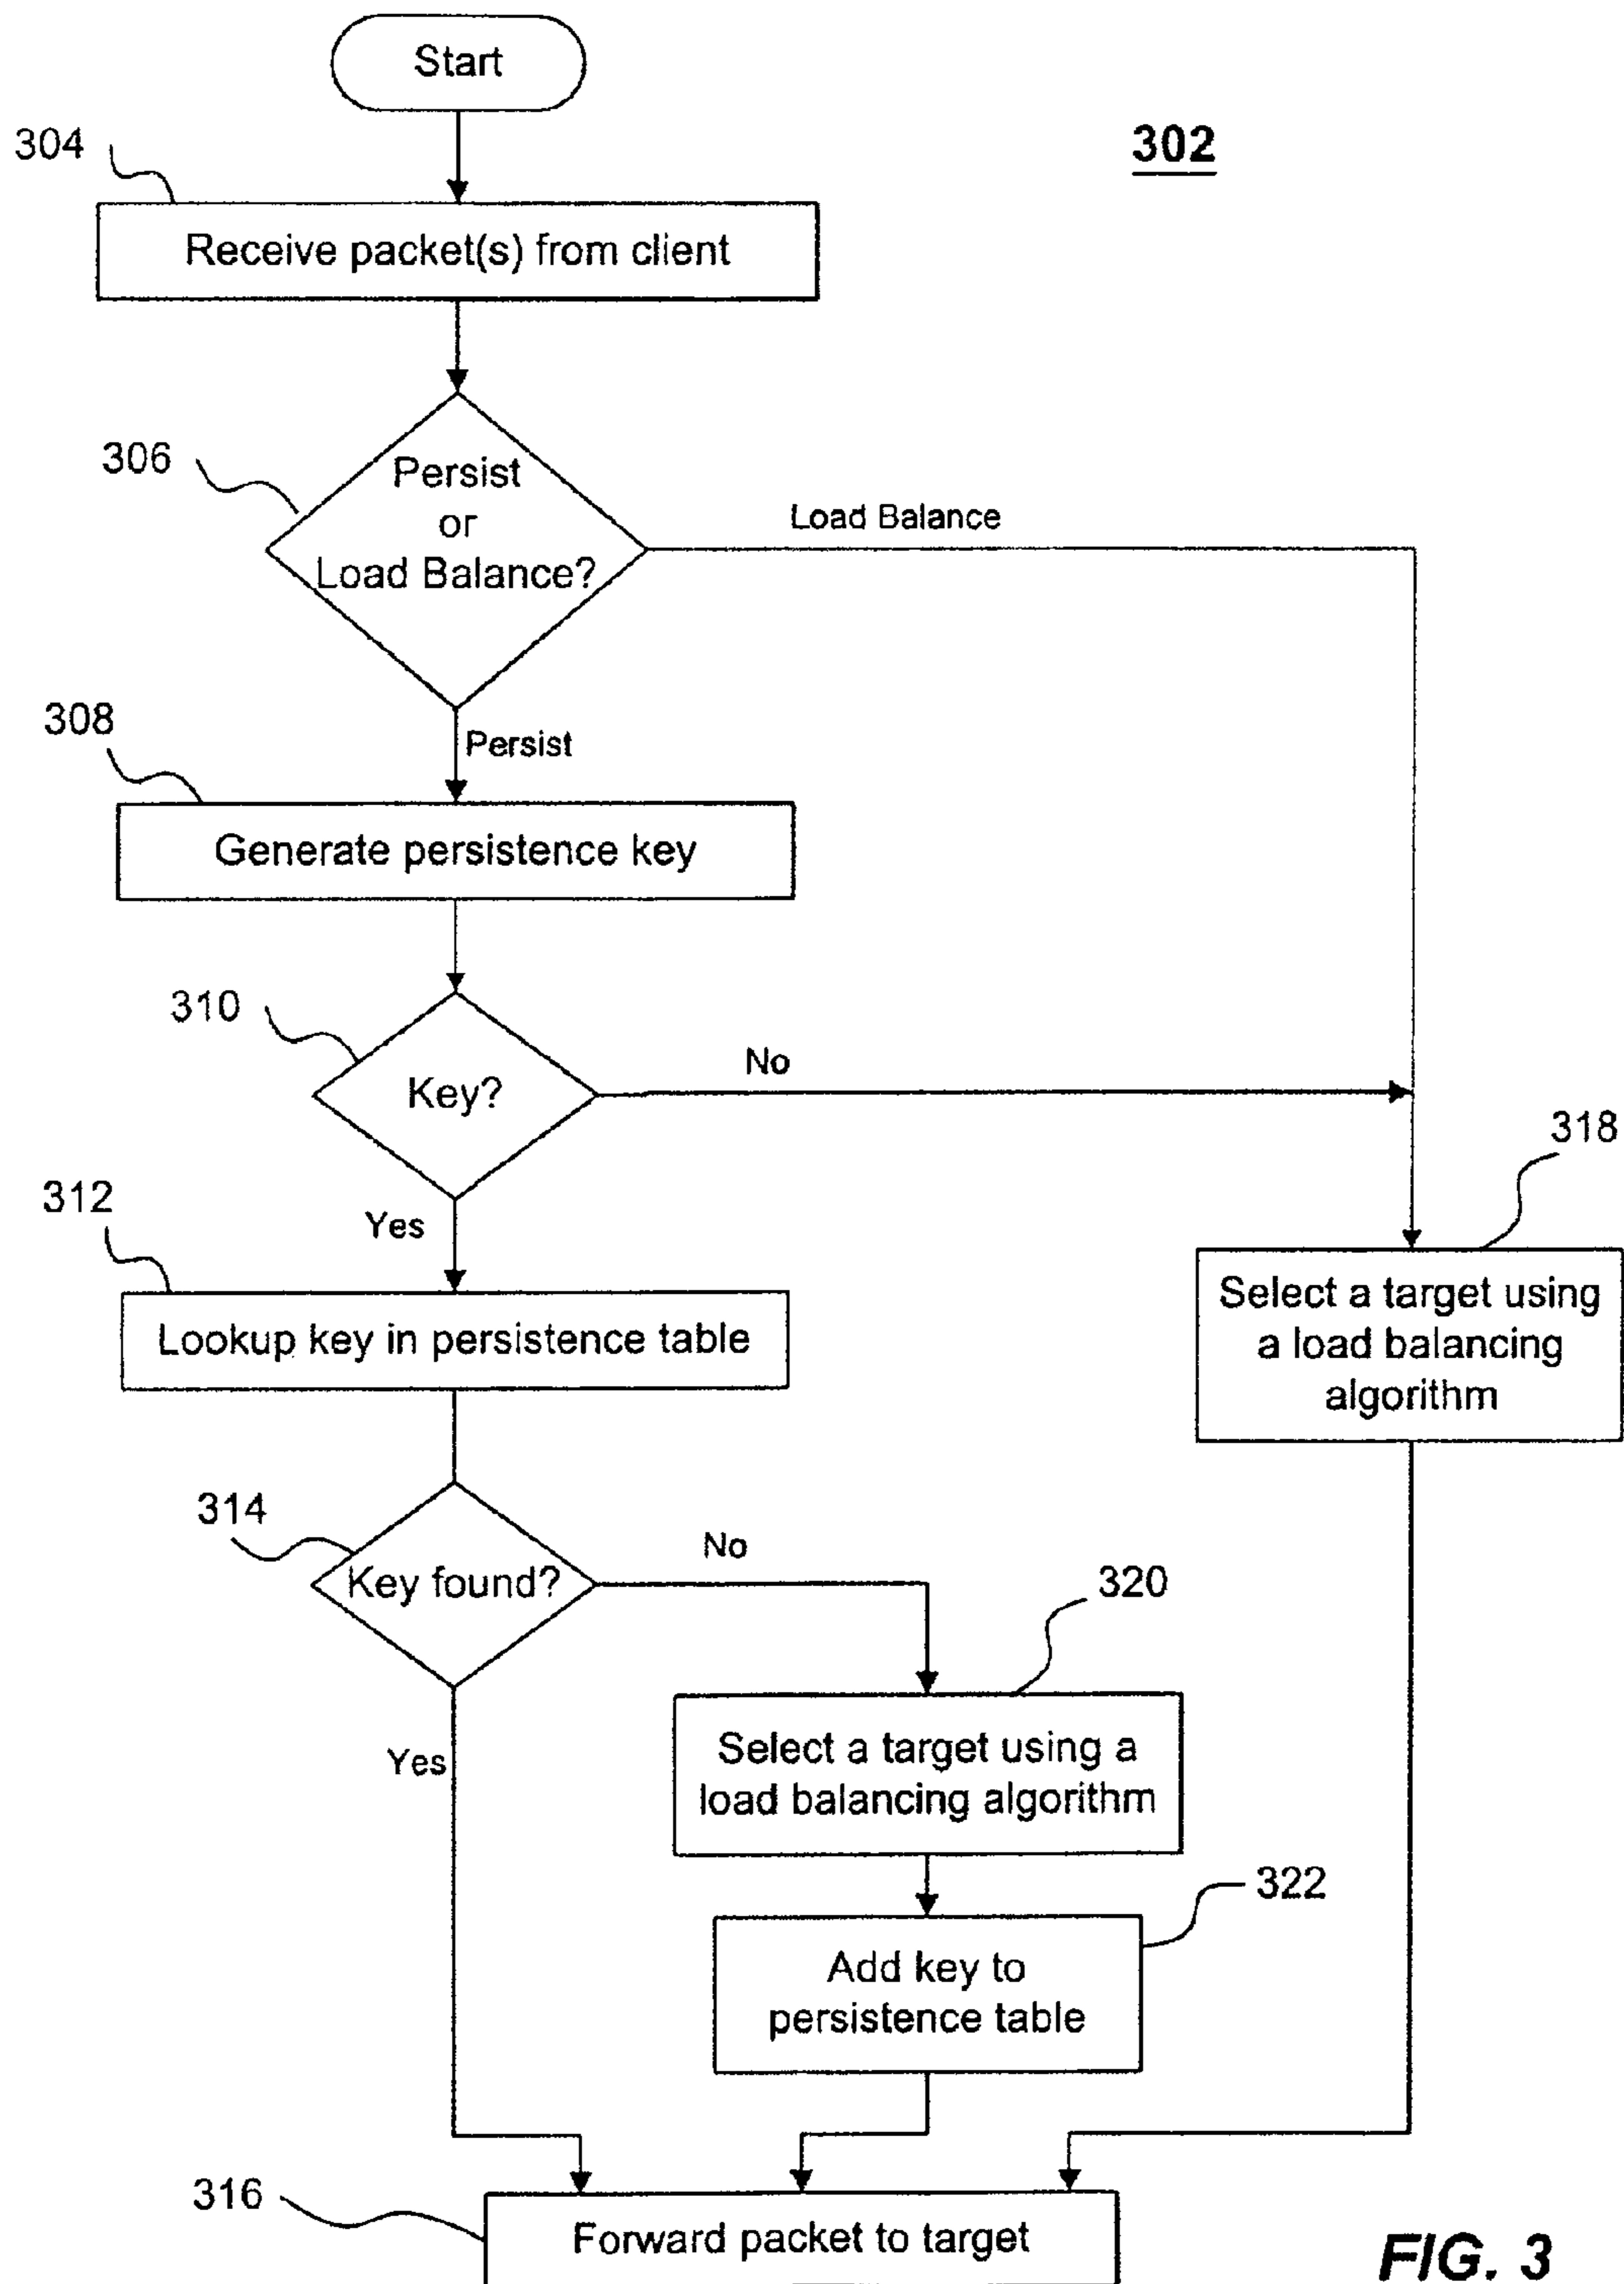 Start
304
302
Receive packet(s) from client
306
Persist
or
Load Balance?
Load Balance
308
Persist
Generate persistence key
310
Key?
No
318
312
Yes
Select a target using
a load balancing
algorithm
Lookup key in persistence table
314
Key found?
No
320
Yes
Select a target using a
load balancing algorithm
322
Add key to
persistence table
316
Forward packet to target
FIG. 3